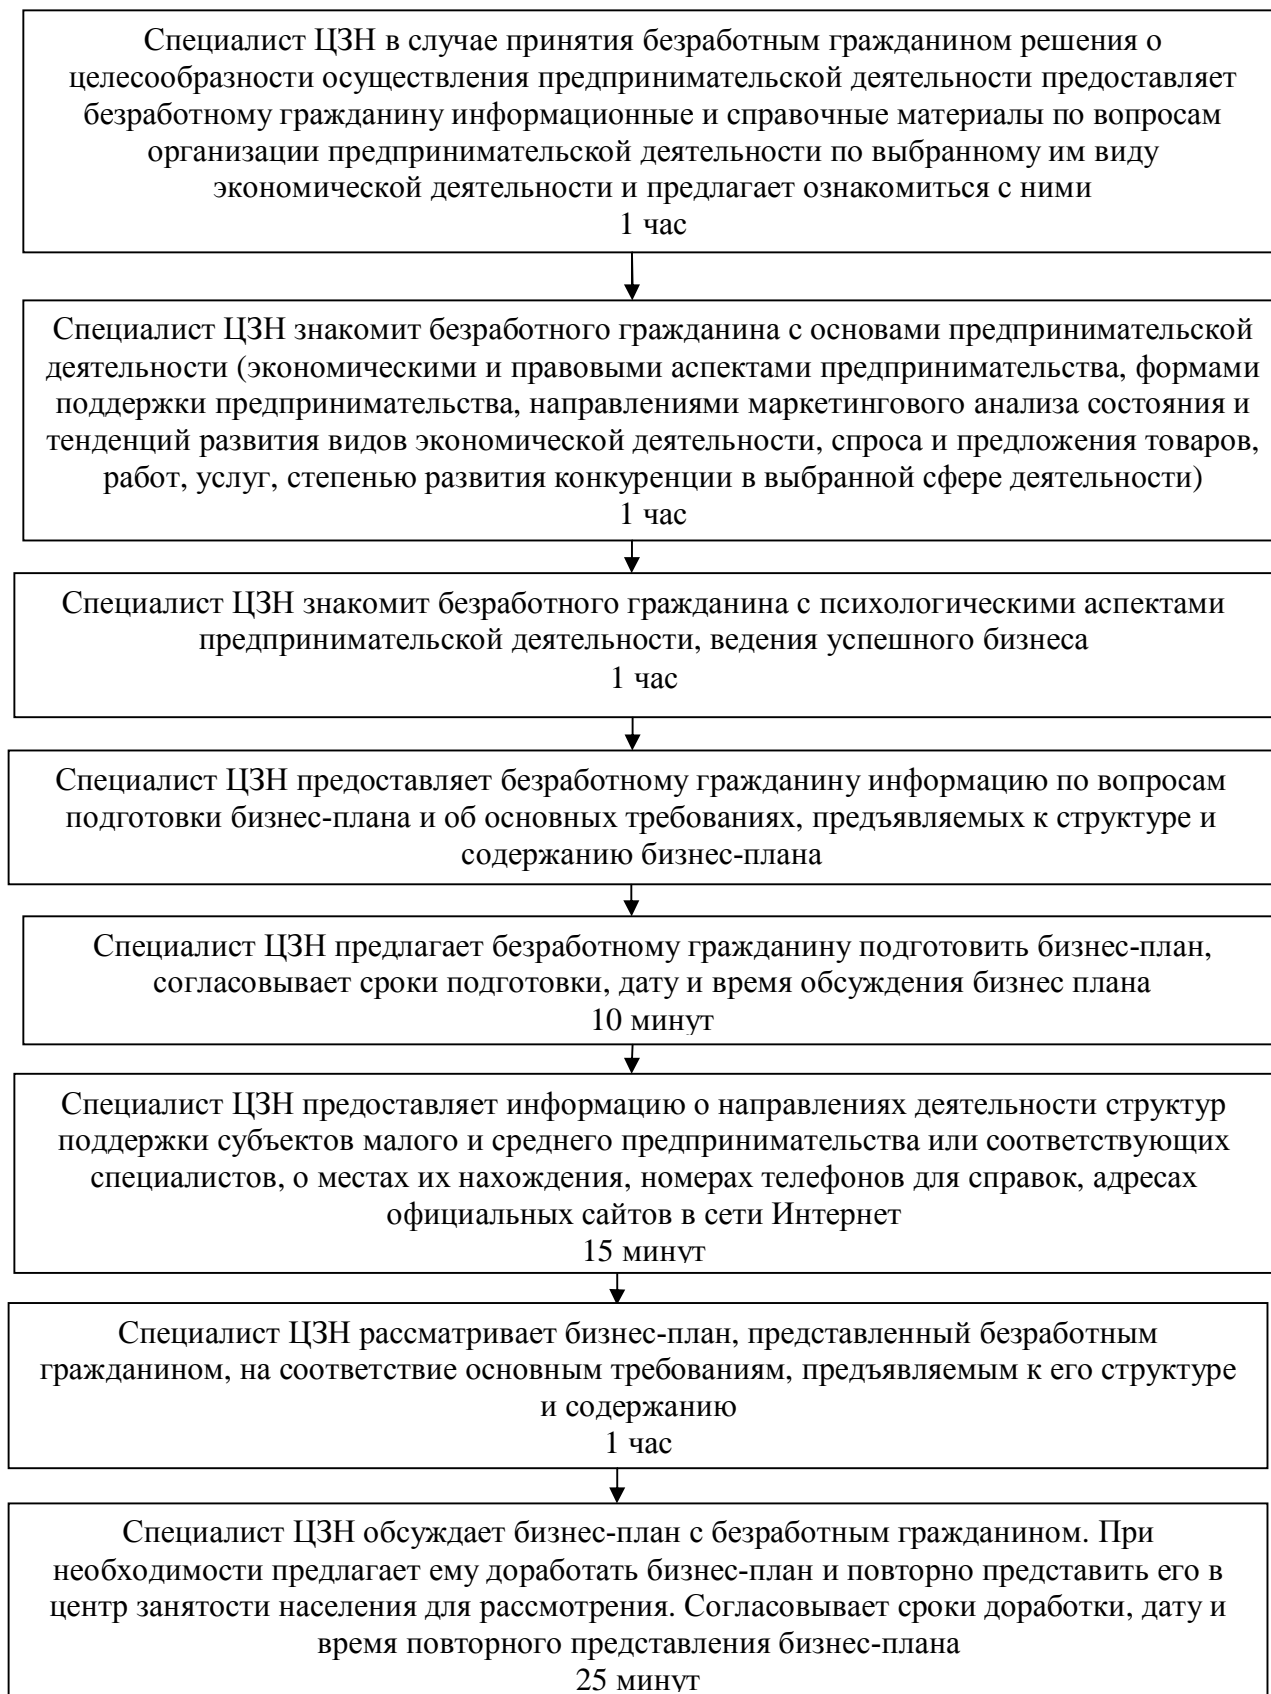 Специалист ЦЗН в случае принятия безработным гражданином решения о
целесообразности осуществления предпринимательской деятельности предоставляет
безработному гражданину информационные и справочные материалы по вопросам
организации предпринимательской деятельности по выбранному им виду
экономической деятельности и предлагает ознакомиться с ними
1 час
Специалист ЦЗН знакомит безработного гражданина с основами предпринимательской
деятельности (экономическими и правовыми аспектами предпринимательства, формами
поддержки предпринимательства, направлениями маркетингового анализа состояния и
тенденций развития видов экономической деятельности, спроса и предложения товаров,
работ, услуг, степенью развития конкуренции в выбранной сфере деятельности)
1 час
Специалист ЦЗН знакомит безработного гражданина с психологическими аспектами
предпринимательской деятельности, ведения успешного бизнеса
1 час
Специалист ЦЗН предоставляет безработному гражданину информацию по вопросам
подготовки бизнес-плана и об основных требованиях, предъявляемых к структуре и
содержанию бизнес-плана
Специалист ЦЗН предлагает безработному гражданину подготовить бизнес-план,
согласовывает сроки подготовки, дату и время обсуждения бизнес плана
10 минут
Специалист ЦЗН предоставляет информацию о направлениях деятельности структур
поддержки субъектов малого и среднего предпринимательства или соответствующих
специалистов, о местах их нахождения, номерах телефонов для справок, адресах
официальных сайтов в сети Интернет
15 минут
Специалист ЦЗН рассматривает бизнес-план, представленный безработным
гражданином, на соответствие основным требованиям, предъявляемым к его структуре
и содержанию
1 час
Специалист ЦЗН обсуждает бизнес-план с безработным гражданином. При
необходимости предлагает ему доработать бизнес-план и повторно представить его в
центр занятости населения для рассмотрения. Согласовывает сроки доработки, дату и
время повторного представления бизнес-плана
25 минут